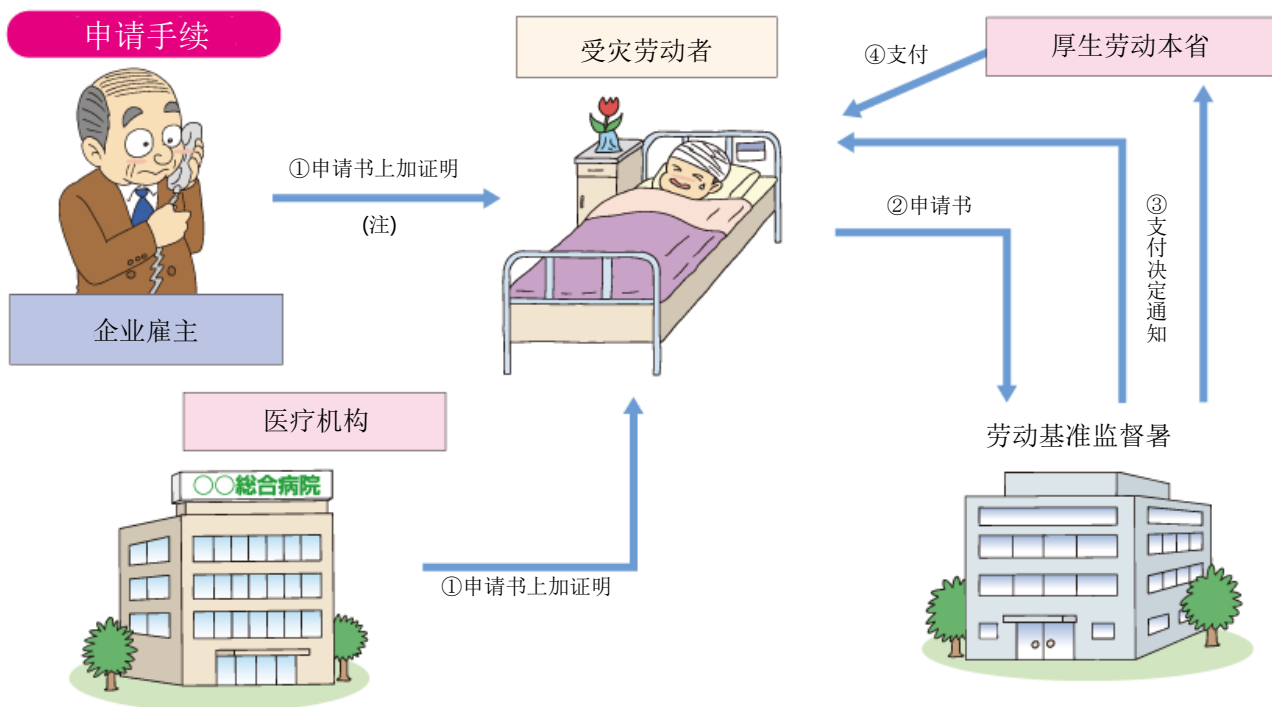 申请手续
受灾劳动者
厚生劳动本省
④支付
①申请书上加证明
(注)
②申请书
③支付决定通知
企业雇主
医疗机构
劳动基准监督暑
○○総合病院
①申请书上加证明